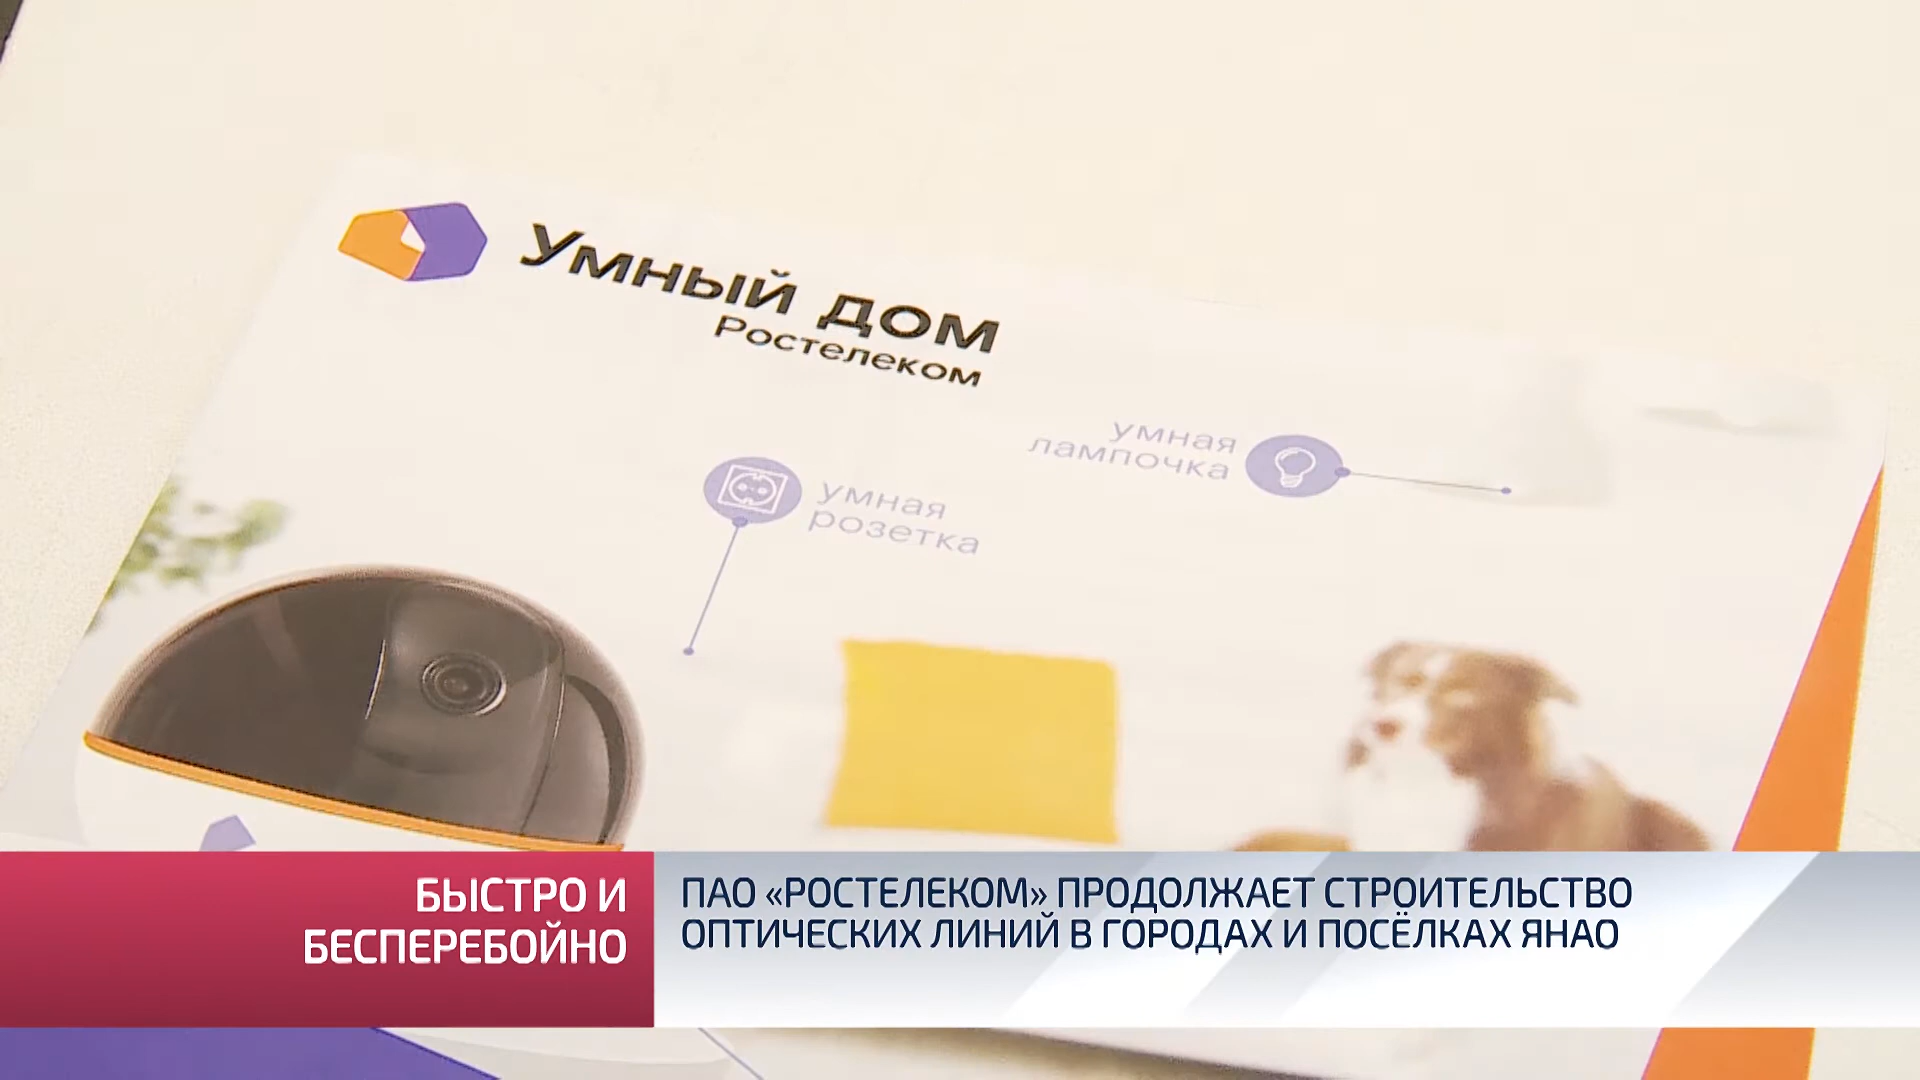 Умный дом
Ростелеком
умная
лампочка
умная
розетка
БЫСТРО И
БЕСПЕРЕБОЙНО
ПАО «РОСТЕЛЕКОМ» ПРОДОЛЖАЕТ СТРОИТЕЛЬСТВО
ОПТИЧЕСКИХ ЛИНИЙ В ГОРОДАХ И ПОСЁЛКАХ ЯНАО